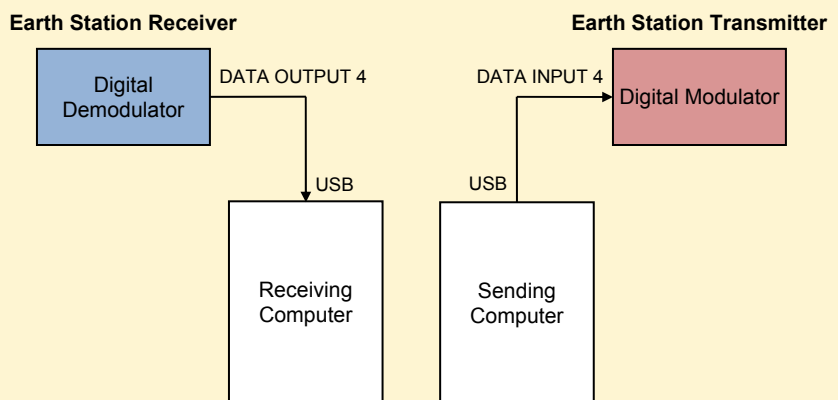 Earth Station Receiver
Earth Station Transmitter
Digital
Demodulator
DATA OUTPUT 4
DATA INPUT 4
Digital Modulator
USB
USB
Receiving
Computer
Sending
Computer